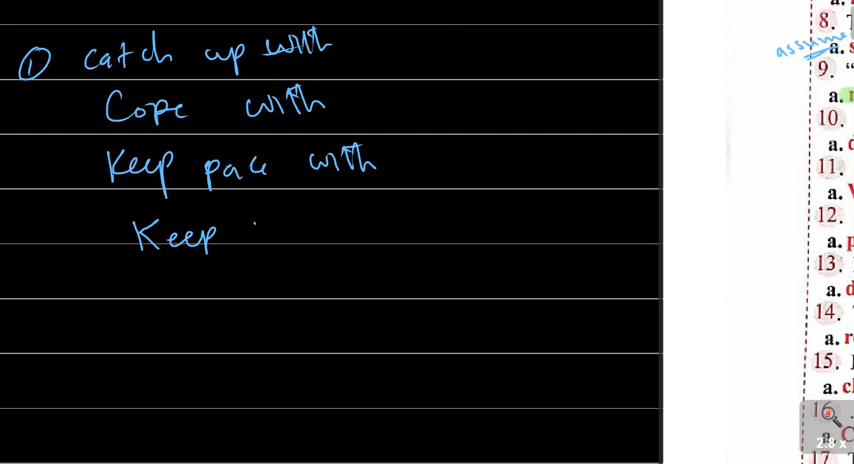 ① catch up with
Cope with
Keep pace with
Keep
8. T
assume
a. s
9. “
a.
10.
a. d
11.
a. V
12.
a. p
13.
a. d
14.
a. r
15.
a. cl
16.
a. C
2.8 x
17. T